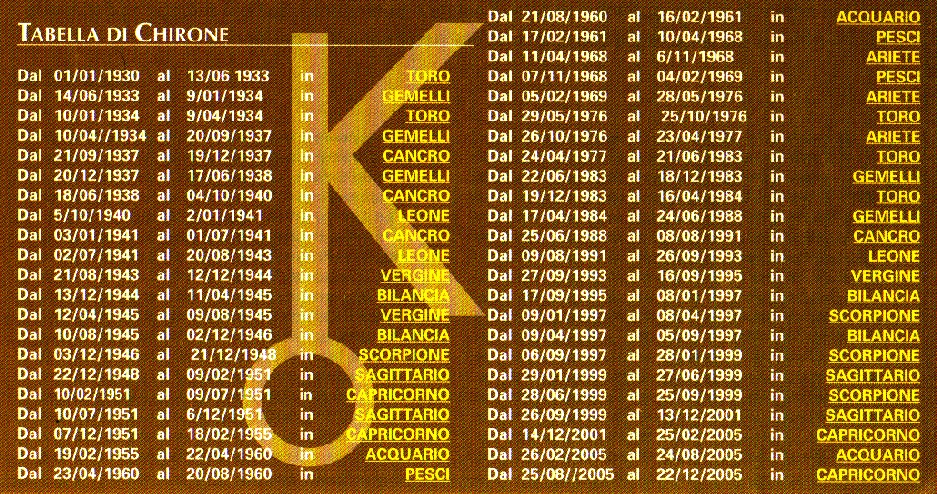 TABELLA DI CHIRONE
Dal 01/01/1930 al 13/06 1933 in TORO
Dal 14/06/1933 al 9/01/1934 in GEMELLI
Dal 10/01/1934 al 9/04/1934 in TORO
Dal 10/04//1934 al 20/09/1937 in GEMELLI
Dal 21/09/1937 al 19/12/1937 in CANCRO
Dal 20/12/1937 al 17/06/1938 in GEMELLI
Dal 18/06/1938 al 04/10/1940 in CANCRO
Dal 5/10/1940 al 2/01/1941 in LEONE
Dal 03/01/1941 al 01/07/1941 in CANCRO
Dal 02/07/1941 al 20/08/1943 in LEONE
Dal 21/08/1943 al 12/12/1944 in VERGINE
Dal 13/12/1944 al 11/04/1945 in BILANCIA
Dal 12/04/1945 al 09/08/1945 in VERGINE
Dal 10/08/1945 al 02/12/1946 in BILANCIA
Dal 03/12/1946 al 21/12/1948 in SCORPIONE
Dal 22/12/1948 al 09/02/1951 in SAGITTARIO
Dal 10/02/1951 al 09/07/1951 in CAPRICORNO
Dal 10/07/1951 al 6/12/1951 in SAGITTARIO
Dal 07/12/1951 al 18/02/1955 in CAPRICORNO
Dal 19/02/1955 al 22/04/1960 in ACQUARIO
Dal 23/04/1960 al 20/08/1960 in PESCI
Dal 21/08/1960 al 16/02/1961 in ACQUARIO
Dal 17/02/1961 al 10/04/1968 in PESCI
Dal 11/04/1968 al 6/11/1968 in ARIETE
Dal 07/11/1968 al 04/02/1969 in PESCI
Dal 05/02/1969 al 28/05/1976 in ARIETE
Dal 29/05/1976 al 25/10/1976 in TORO
Dal 26/10/1976 al 23/04/1977 in ARIETE
Dal 24/04/1977 al 21/06/1983 in TORO
Dal 22/06/1983 al 18/12/1983 in GEMELLI
Dal 19/12/1983 al 16/04/1984 in TORO
Dal 17/04/1984 al 24/06/1988 in GEMELLI
Dal 25/06/1988 al 08/08/1991 in CANCRO
Dal 09/08/1991 al 26/09/1993 in LEONE
Dal 27/09/1993 al 16/09/1995 in VERGINE
Dal 17/09/1995 al 08/01/1997 in BILANCIA
Dal 09/01/1997 al 08/04/1997 in SCORPIONE
Dal 09/04/1997 al 05/09/1997 in BILANCIA
Dal 06/09/1997 al 28/01/1999 in SCORPIONE
Dal 29/01/1999 al 27/06/1999 in SAGITTARIO
Dal 28/06/1999 al 25/09/1999 in SCORPIONE
Dal 26/09/1999 al 13/12/2001 in SAGITTARIO
Dal 14/12/2001 al 25/02/2005 in CAPRICORNO
Dal 26/02/2005 al 24/08/2005 in ACQUARIO
Dal 25/08//2005 al 22/12/2005 in CAPRICORNO